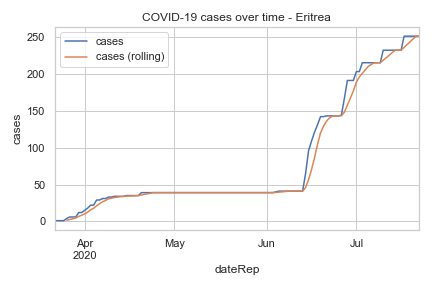 COVID-19 cases over time - Eritrea
cases
cases (rolling)
250
200
150
100
50
0
cases
Apr
2020
May
Jun
Jul
dateRep